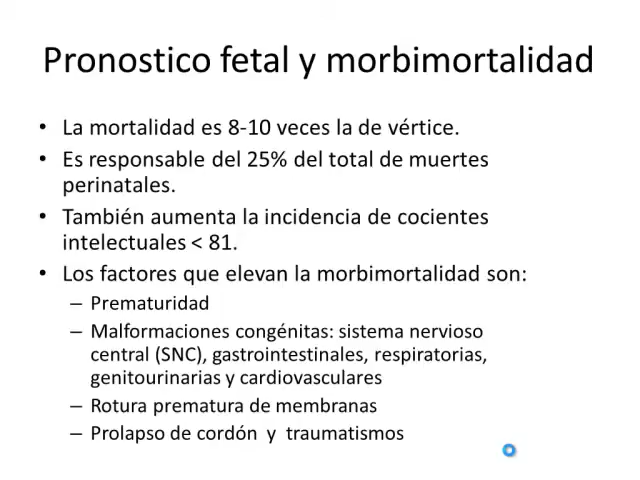 Pronostico fetal y morbimortalidad
• La mortalidad es 8-10 veces la de vértice.
• Es responsable del 25% del total de muertes
perinatales.
• También aumenta la incidencia de cocientes
intelectuales < 81.
• Los factores que elevan la morbimortalidad son:
– Prematuridad
– Malformaciones congénitas: sistema nervioso
central (SNC), gastrointestinales, respiratorias,
genitourinarias y cardiovasculares
– Rotura prematura de membranas
– Prolapso de cordón y traumatismos